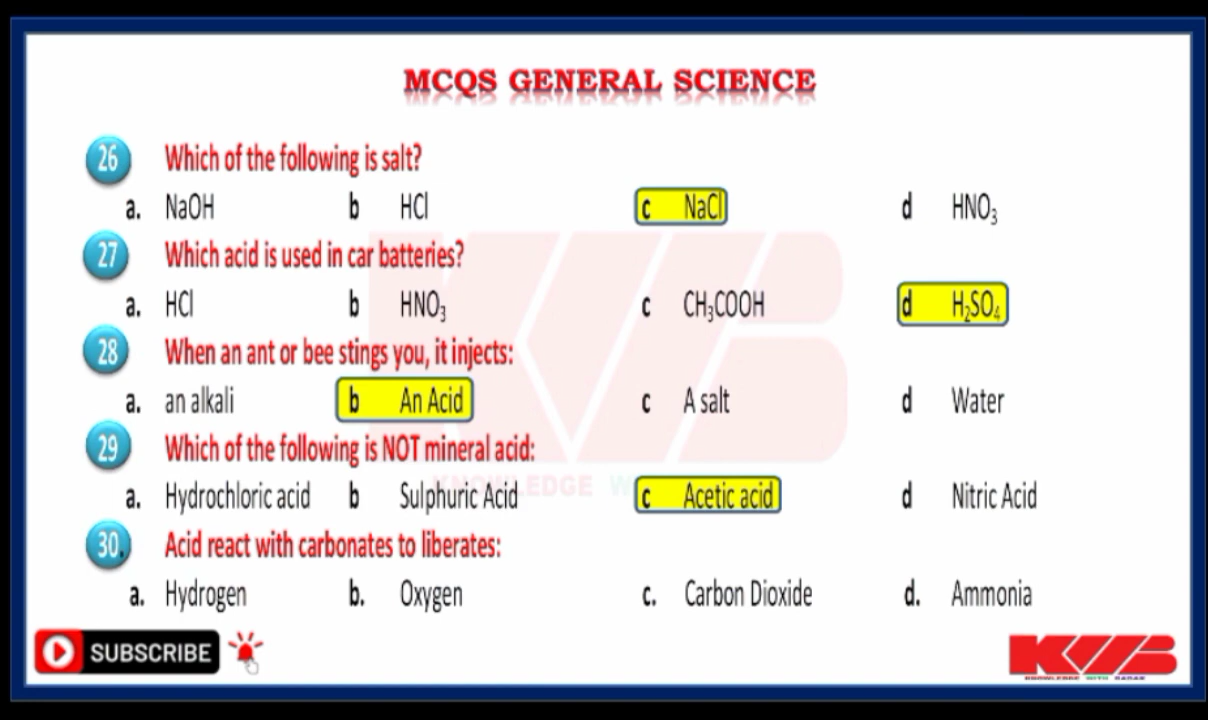 MCQS GENERAL SCIENCE
26 Which of the following is salt?
a. NaOH b HCl c NaCl d HNO₃
27 Which acid is used in car batteries?
a. HCl b HNO₃ c CH₃COOH d H₂SO₄
28 When an ant or bee stings you, it injects:
a. an alkali b An Acid c A salt d Water
29 Which of the following is NOT mineral acid:
a. Hydrochloric acid b Sulphuric Acid c Acetic acid d Nitric Acid
30. Acid react with carbonates to liberates:
a. Hydrogen b. Oxygen c. Carbon Dioxide d. Ammonia
SUBSCRIBE
KWB
KNOWLEDGE WITH